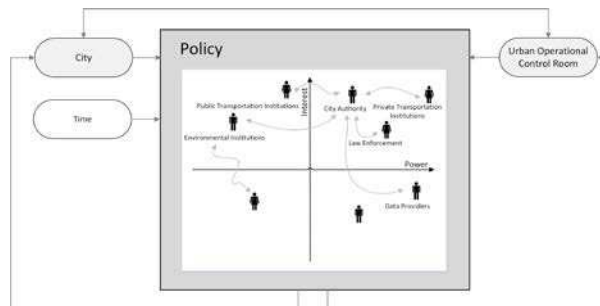 Policy
City
Urban Operational
Control Room
Time
Interest
Public Transportation Institutions
City Authority
Private Transportation
Institutions
Environmental Institutions
Law Enforcement
Power
Data Providers